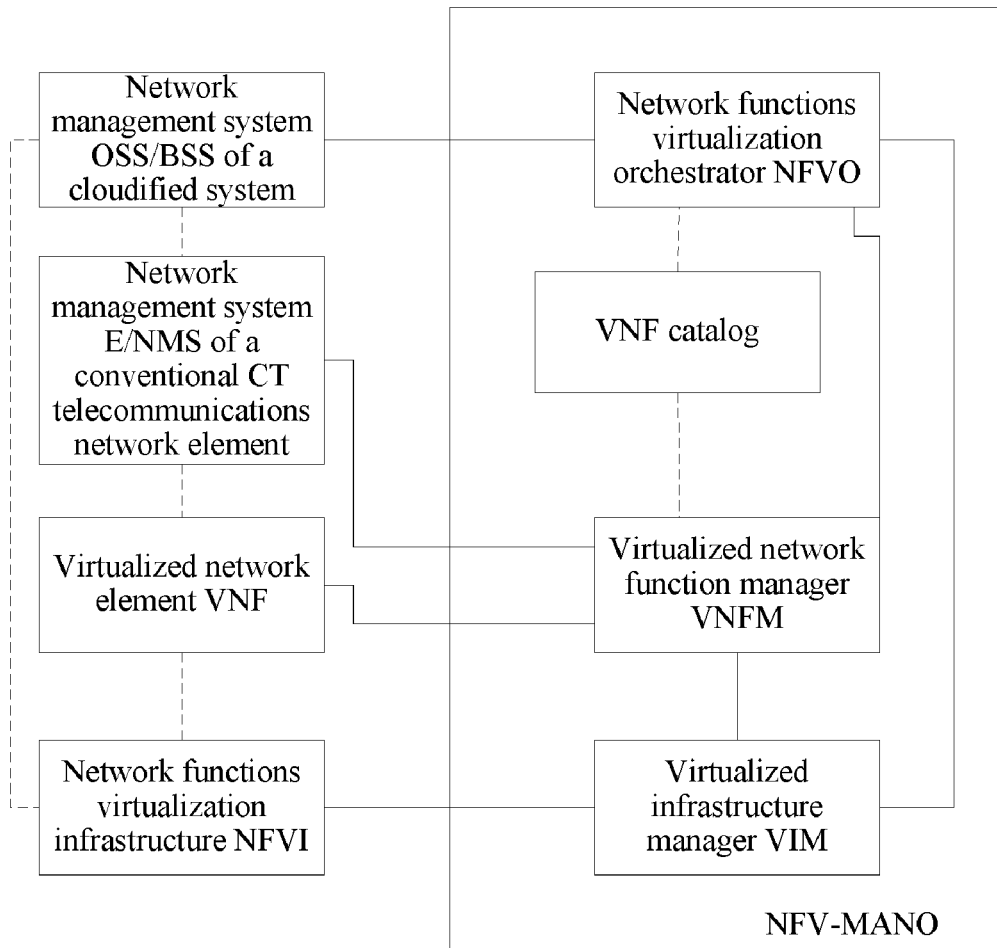 Network
management system
OSS/BSS of a
cloudified system
Network functions
virtualization
orchestrator NFVO
Network
management system
E/NMS of a
conventional CT
telecommunications
network element
VNF catalog
Virtualized network
element VNF
Virtualized network
function manager
VNFM
Network functions
virtualization
infrastructure NFVI
Virtualized
infrastructure
manager VIM
NFV-MANO